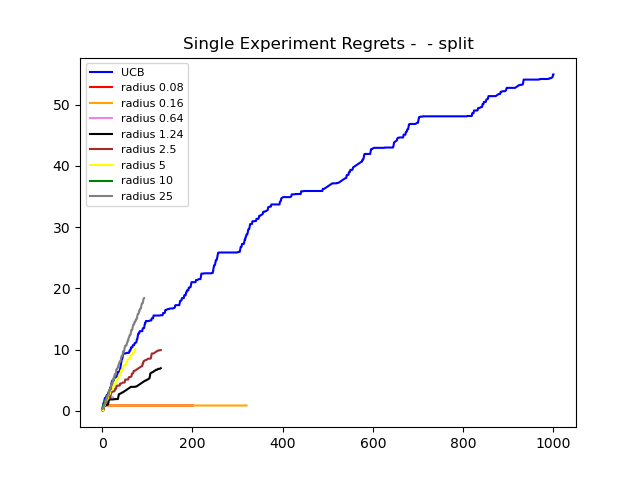 Single Experiment Regrets -  - split
UCB
radius 0.08
radius 0.16
radius 0.64
radius 1.24
radius 2.5
radius 5
radius 10
radius 25
50
40
30
20
10
0
0 200 400 600 800 1000